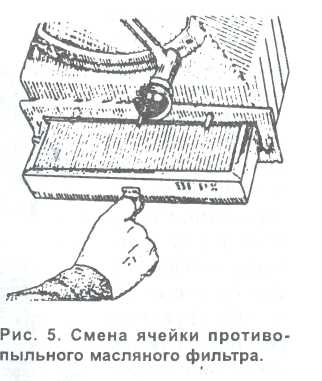 Рис. 5. Смена ячейки противо-
пыльного масляного фильтра.